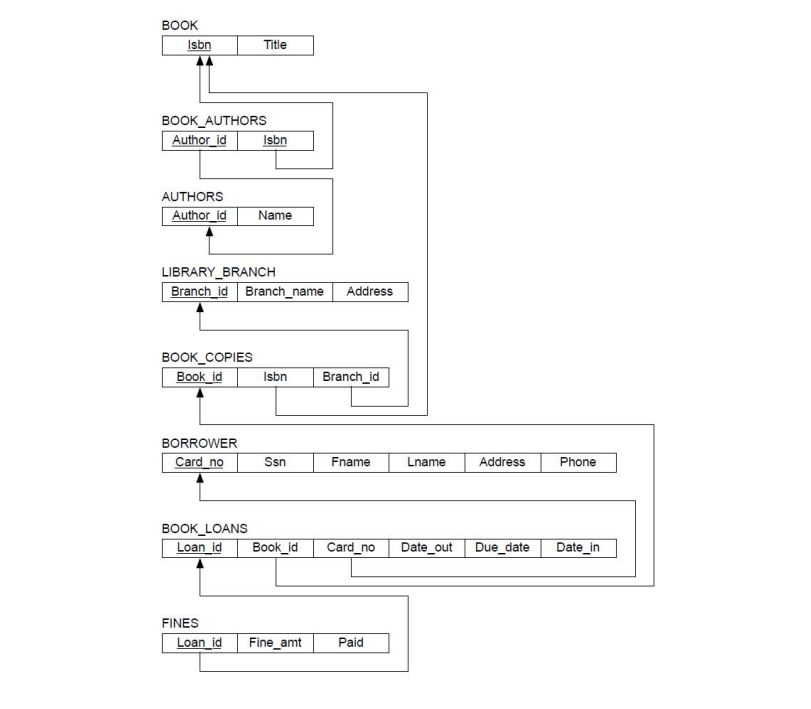 BOOK
Isbn Title
BOOK_AUTHORS
Author_id Isbn
AUTHORS
Author_id Name
LIBRARY_BRANCH
Branch_id Branch_name Address
BOOK_COPIES
Book_id Isbn Branch_id
BORROWER
Card_no Ssn Fname Lname Address Phone
BOOK_LOANS
Loan_id Book_id Card_no Date_out Due_date Date_in
FINES
Loan_id Fine_amt Paid